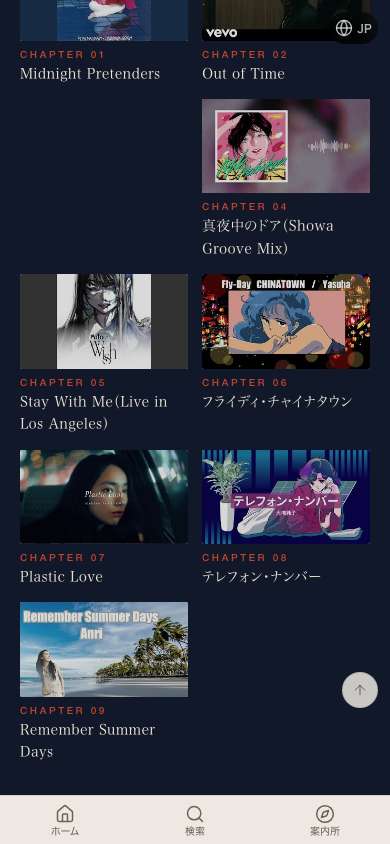 vevo
JP
CHAPTER 01
Midnight Pretenders
CHAPTER 02
Out of Time
CHAPTER 04
真夜中のドア(Showa
Groove Mix)
Wish
CHAPTER 05
Stay With Me(Live in
Los Angeles)
Fly-Day CHINATOWN / Yasuha
CHAPTER 06
フライディ・チャイナタウン
Plastic Love
CHAPTER 07
Plastic Love
テレフォン・ナンバー
CHAPTER 08
テレフォン・ナンバー
Remember Summer Days
Anri
CHAPTER 09
Remember Summer
Days
ホーム
検索
案内所